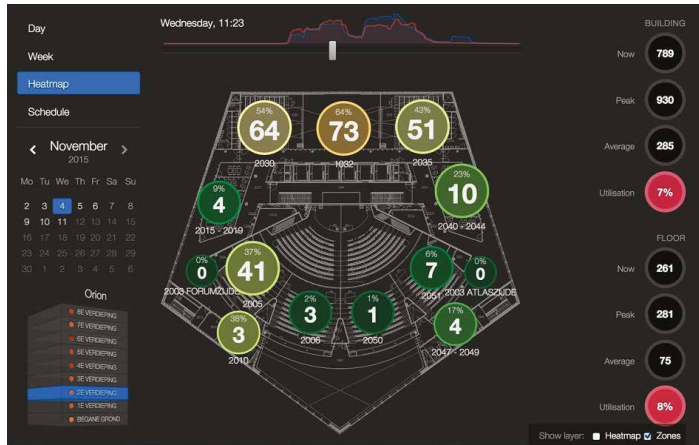 Day
Week
Heatmap
Schedule
November
2015
Mo Tu We Th Fr Sa Su
2 3 4 5 6 7 8
9 10 11 12 13 14 15
16 17 18 19 20 21 22
23 24 25 26 27 28 29
30 1 2 3 4 5 6
Orion
8E VERDIEPING
7E VERDIEPING
6E VERDIEPING
5E VERDIEPING
4E VERDIEPING
3E VERDIEPING
2E VERDIEPING
1E VERDIEPING
BEGANE GROND
Wednesday, 11:23
54%
64
2030
64%
73
1032
43%
51
2035
9%
4
2015 - 2019
23%
10
2040 - 2044
0%
0
2003 FORUMZIJDE
37%
41
2005
6%
7
2051
0%
0
2003 ATLASZIJDE
2%
3
2006
1%
1
2050
38%
3
2010
17%
4
2047 - 2049
BUILDING
Now
789
Peak
930
Average
285
Utilisation
7%
FLOOR
Now
261
Peak
281
Average
75
Utilisation
8%
Show layer: Heatmap Zones